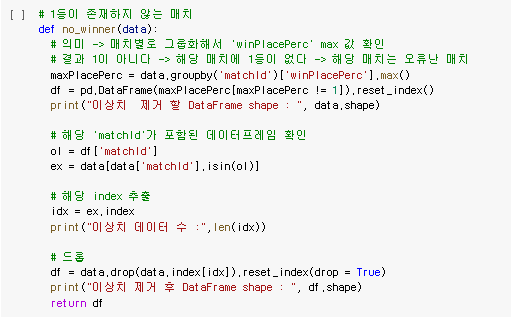 [ ] # 1등이 존재하지 않는 매치
def no_winner(data):
# 의미 -> 매치별로 그룹화해서 'winPlacePerc' max 값 확인
# 결과 1이 아니다 -> 해당 매치에 1등이 없다 -> 해당 매치는 오류난 매치
maxPlacePerc = data.groupby('matchId')['winPlacePerc'].max()
df = pd.DataFrame(maxPlacePerc[maxPlacePerc != 1]).reset_index()
print("이상치 제거 할 DataFrame shape : ", data.shape)
# 해당 'matchId'가 포함된 데이터프레임 확인
ol = df['matchId']
ex = data[data['matchId'].isin(ol)]
# 해당 index 추출
idx = ex.index
print("이상치 데이터 수 :",len(idx))
# 드롭
df = data.drop(data.index[idx]).reset_index(drop = True)
print("이상치 제거 후 DataFrame shape : ", df.shape)
return df